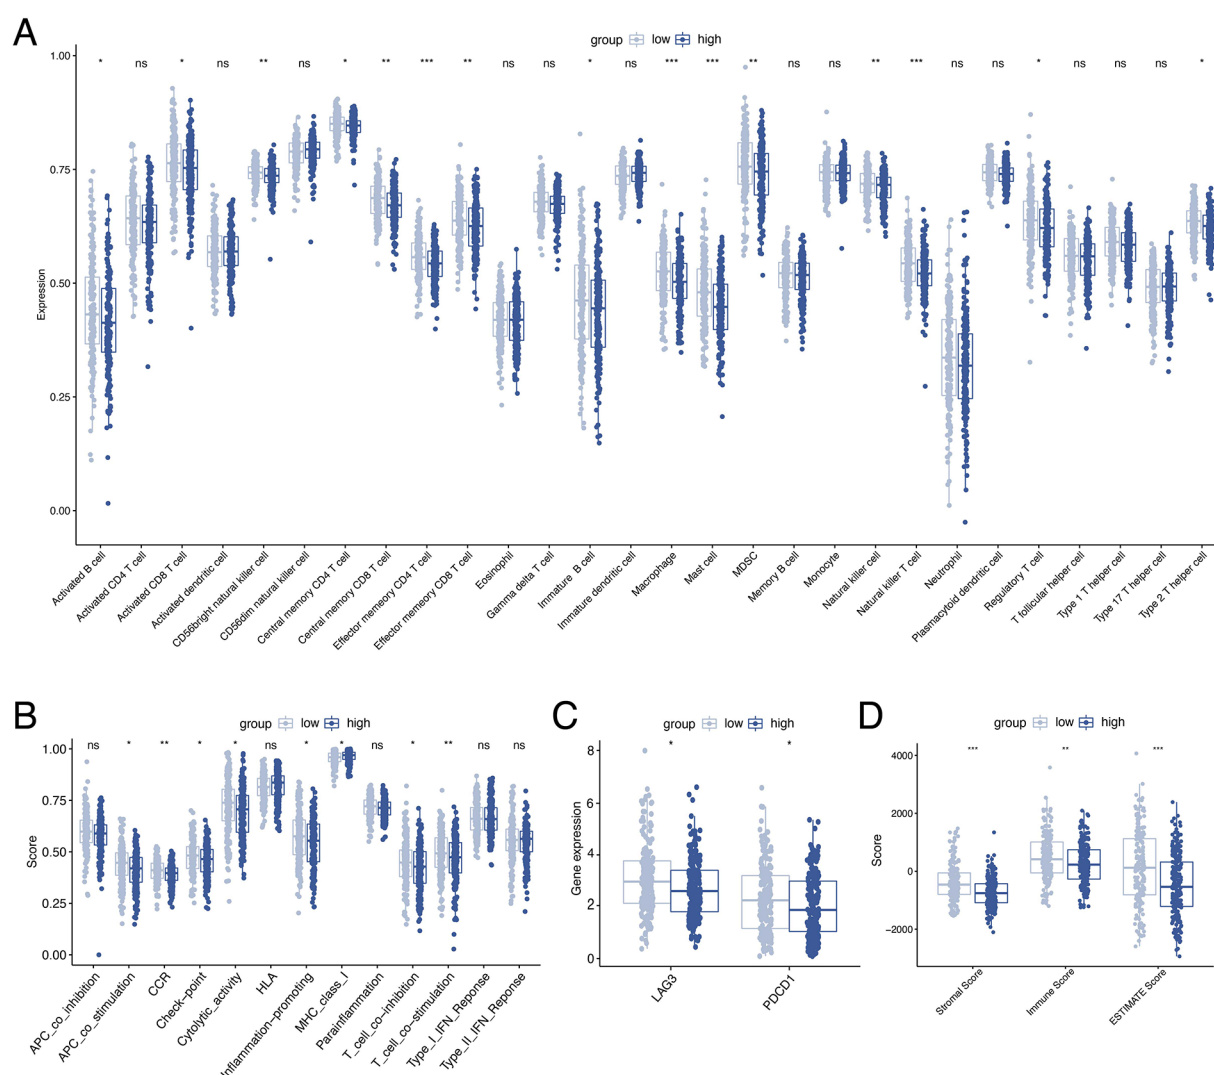 A
group low high
1.00
0.75
0.50
0.25
0.00
Expression
* ns * ns ** ns * ** *** ** ns ns * ns *** *** ** ns ns ** *** ns ns * ns ns ns *
Activated B cell
Activated CD4 T cell
Activated CD8 T cell
Activated dendritic cell
CD56bright natural killer cell
CD56dim natural killer cell
Central memory CD4 T cell
Central memory CD8 T cell
Effector memeory CD4 T cell
Effector memeory CD8 T cell
Eosinophil
Gamma delta T cell
Immature B cell
Immature dendritic cell
Macrophage
Mast cell
MDSC
Memory B cell
Monocyte
Natural killer cell
Natural killer T cell
Neutrophil
Plasmacytoid dendritic cell
Regulatory T cell
T follicular helper cell
Type 1 T helper cell
Type 17 T helper cell
Type 2 T helper cell
B
group low high
1.00
0.75
0.50
0.25
0.00
Score
ns * ** * * ns * * ns * ** ns ns
APC_co_inhibition
APC_co_stimulation
CCR
Check−point
Cytolytic_activity
HLA
Inflammation−promoting
MHC_class_I
Parainflammation
T_cell_co−inhibition
T_cell_co−stimulation
Type_I_IFN_Reponse
Type_II_IFN_Reponse
C
group low high
8
6
4
2
0
Gene expression
* *
LAG3
PDCD1
D
group low high
4000
2000
0
−2000
Score
*** ** ***
Stromal Score
Immune Score
ESTIMATE Score